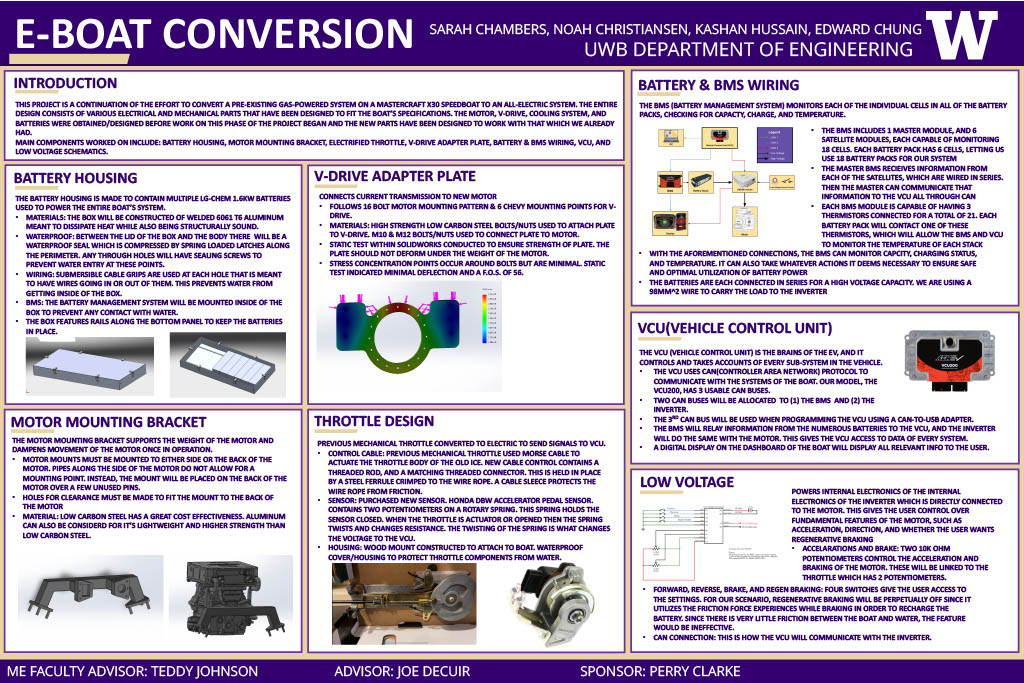 E-BOAT CONVERSION
SARAH CHAMBERS, NOAH CHRISTIANSEN, KASHAN HUSSAIN, EDWARD CHUNG
UWB DEPARTMENT OF ENGINEERING
W
INTRODUCTION
THIS PROJECT IS A CONTINUATION OF THE EFFORT TO CONVERT A PRE-EXISTING GAS-POWERED SYSTEM ON A MASTERCRAFT X30 SPEEDBOAT TO AN ALL-ELECTRIC SYSTEM. THE ENTIRE
DESIGN CONSISTS OF VARIOUS ELECTRICAL AND MECHANICAL PARTS THAT HAVE BEEN DESIGNED TO FIT THE BOAT'S SPECIFICATIONS. THE MOTOR, V-DRIVE, COOLING SYSTEM, AND
BATTERIES WERE OBTAINED/DESIGNED BEFORE WORK ON THIS PHASE OF THE PROJECT BEGAN AND THE NEW PARTS HAVE BEEN DESIGNED TO WORK WITH THAT WHICH WE ALREADY
HAD.
MAIN COMPONENTS WORKED ON INCLUDE: BATTERY HOUSING, MOTOR MOUNTING BRACKET, ELECTRIFIED THROTTLE, V-DRIVE ADAPTER PLATE, BATTERY & BMS WIRING, VCU, AND
LOW VOLTAGE SCHEMATICS.
BATTERY HOUSING
THE BATTERY HOUSING IS MADE TO CONTAIN MULTIPLE LG-CHEM 1.6KW BATTERIES
USED TO POWER THE ENTIRE BOAT'S SYSTEM.
• MATERIALS: THE BOX WILL BE CONSTRUCTED OF WELDED 6061 T6 ALUMINUM
MEANT TO DISSIPATE HEAT WHILE ALSO BEING STRUCTURALLY SOUND.
• WATERPROOF: BETWEEN THE LID OF THE BOX AND THE BODY THERE WILL BE A
WATERPROOF SEAL WHICH IS COMPRESSED BY SPRING LOADED LATCHES ALONG
THE PERIMETER. ANY THROUGH HOLES WILL HAVE SEALING SCREWS TO
PREVENT WATER ENTRY AT THESE POINTS.
• WIRING: SUBMERSIBLE CABLE GRIPS ARE USED AT EACH HOLE THAT IS MEANT
TO HAVE WIRES GOING IN OR OUT OF THEM. THIS PREVENTS WATER FROM
GETTING INSIDE OF THE BOX.
• BMS: THE BATTERY MANAGEMENT SYSTEM WILL BE MOUNTED INSIDE OF THE
BOX TO PREVENT ANY CONTACT WITH WATER.
• THE BOX FEATURES RAILS ALONG THE BOTTOM PANEL TO KEEP THE BATTERIES
IN PLACE.
V-DRIVE ADAPTER PLATE
CONNECTS CURRENT TRANSMISSION TO NEW MOTOR
• FOLLOWS 16 BOLT MOTOR MOUNTING PATTERN & 6 CHEVY MOUNTING POINTS FOR V-
DRIVE.
• MATERIALS: HIGH STRENGTH LOW CARBON STEEL BOLTS/NUTS USED TO ATTACH PLATE
TO V-DRIVE. M10 & M12 BOLTS/NUTS USED TO CONNECT PLATE TO MOTOR.
• STATIC TEST WITHIN SOLIDWORKS CONDUCTED TO ENSURE STRENGTH OF PLATE. THE
PLATE SHOULD NOT DEFORM UNDER THE WEIGHT OF THE MOTOR.
• STRESS CONCENTRATION POINTS OCCUR AROUND BOLTS BUT ARE MINIMAL. STATIC
TEST INDICATED MINIMAL DEFLECTION AND A F.O.S. OF 56.
MOTOR MOUNTING BRACKET
THE MOTOR MOUNTING BRACKET SUPPORTS THE WEIGHT OF THE MOTOR AND
DAMPENS MOVEMENT OF THE MOTOR ONCE IN OPERATION.
• MOTOR MOUNTS MUST BE MOUNTED TO EITHER SIDE OR THE BACK OF THE
MOTOR. PIPES ALONG THE SIDE OF THE MOTOR DO NOT ALLOW FOR A
MOUNTING POINT. INSTEAD, THE MOUNT WILL BE PLACED ON THE BACK OF THE
MOTOR OVER A FEW UNUSED PINS.
• HOLES FOR CLEARANCE MUST BE MADE TO FIT THE MOUNT TO THE BACK OF
THE MOTOR
• MATERIAL: LOW CARBON STEEL HAS A GREAT COST EFFECTIVENESS. ALUMINUM
CAN ALSO BE CONSIDERD FOR IT'S LIGHTWEIGHT AND HIGHER STRENGTH THAN
LOW CARBON STEEL.
THROTTLE DESIGN
PREVIOUS MECHANICAL THROTTLE CONVERTED TO ELECTRIC TO SEND SIGNALS TO VCU.
• CONTROL CABLE: PREVIOUS MECHANICAL THROTTLE USED MORSE CABLE TO
ACTUATE THE THROTTLE BODY OF THE OLD ICE. NEW CABLE CONTROL CONTAINS A
THREADED ROD, AND A MATCHING THREADED CONNECTOR. THIS IS HELD IN PLACE
BY A STEEL FERRULE CRIMPED TO THE WIRE ROPE. A CABLE SLEECE PROTECTS THE
WIRE ROPE FROM FRICTION.
• SENSOR: PURCHASED NEW SENSOR. HONDA DBW ACCELERATOR PEDAL SENSOR.
CONTAINS TWO POTENTIOMETERS ON A ROTARY SPRING. THIS SPRING HOLDS THE
SENSOR CLOSED. WHEN THE THROTTLE IS ACTUATOR OR OPENED THEN THE SPRING
TWISTS AND CHANGES RESISTANCE. THE TWISTING OF THE SPRING IS WHAT CHANGES
THE VOLTAGE TO THE VCU.
• HOUSING: WOOD MOUNT CONSTRUCTED TO ATTACH TO BOAT. WATERPROOF
COVER/HOUSING TO PROTECT THROTTLE COMPONENTS FROM WATER.
BATTERY & BMS WIRING
THE BMS (BATTERY MANAGEMENT SYSTEM) MONITORS EACH OF THE INDIVIDUAL CELLS IN ALL OF THE BATTERY
PACKS, CHECKING FOR CAPACTY, CHARGE, AND TEMPERATURE.
Legend
• THE BMS INCLUDES 1 MASTER MODULE, AND 6
SATELLITE MODULES, EACH CAPABLE OF MONITORING
18 CELLS. EACH BATTERY PACK HAS 6 CELLS, LETTING US
USE 18 BATTERY PACKS FOR OUR SYSTEM
• THE MASTER BMS RECIEIVES INFORMATION FROM
EACH OF THE SATELLITES, WHICH ARE WIRED IN SERIES.
THEN THE MASTER CAN COMMUNICATE THAT
INFORMATION TO THE VCU ALL THROUGH CAN
• EACH BMS MODULE IS CAPABLE OF HAVING 3
THERMISTORS CONNECTED FOR A TOTAL OF 21. EACH
BATTERY PACK WILL CONTACT ONE OF THESE
THERMISTORS, WHICH WILL ALLOW THE BMS AND VCU
TO MONITOR THE TEMPERATURE OF EACH STACK
• WITH THE AFOREMENTIONED CONNECTIONS, THE BMS CAN MONITOR CAPCITY, CHARGING STATUS,
AND TEMPERATURE. IT CAN ALSO TAKE WHATEVER ACTIONS IT DEEMS NECESSARY TO ENSURE SAFE
AND OPTIMAL UTILIZATION OF BATTERY POWER
• THE BATTERIES ARE EACH CONNECTED IN SERIES FOR A HIGH VOLTAGE CAPACITY. WE ARE USING A
98MM^2 WIRE TO CARRY THE LOAD TO THE INVERTER
VCU(VEHICLE CONTROL UNIT)
THE VCU (VEHICLE CONTROL UNIT) IS THE BRAINS OF THE EV, AND IT
CONTROLS AND TAKES ACCOUNTS OF EVERY SUB-SYSTEM IN THE VEHICLE.
• THE VCU USES CAN(CONTROLLER AREA NETWORK) PROTOCOL TO
COMMUNICATE WITH THE SYSTEMS OF THE BOAT. OUR MODEL, THE
VCU200, HAS 3 USABLE CAN BUSES.
• TWO CAN BUSES WILL BE ALLOCATED TO (1) THE BMS AND (2) THE
INVERTER.
• THE 3RD CAN BUS WILL BE USED WHEN PROGRAMMING THE VCU USING A CAN-TO-USB ADAPTER.
• THE BMS WILL RELAY INFORMATION FROM THE NUMEROUS BATTERIES TO THE VCU, AND THE INVERTER
WILL DO THE SAME WITH THE MOTOR. THIS GIVES THE VCU ACCESS TO DATA OF EVERY SYSTEM.
• A DIGITAL DISPLAY ON THE DASHBOARD OF THE BOAT WILL DISPLAY ALL RELEVANT INFO TO THE USER.
AEM EV
VCU200
LOW VOLTAGE
POWERS INTERNAL ELECTRONICS OF THE INTERNAL
ELECTRONICS OF THE INVERTER WHICH IS DIRECTLY CONNECTED
TO THE MOTOR. THIS GIVES THE USER CONTROL OVER
FUNDAMENTAL FEATURES OF THE MOTOR, SUCH AS
ACCELERATION, DIRECTION, AND WHETHER THE USER WANTS
REGENERATIVE BRAKING
• ACCELARATIONS AND BRAKE: TWO 10K OHM
POTENTIOMETERS CONTROL THE ACCELERATION AND
BRAKING OF THE MOTOR. THESE WILL BE LINKED TO THE
THROTTLE WHICH HAS 2 POTENTIOMETERS.
• FORWARD, REVERSE, BRAKE, AND REGEN BRAKING: FOUR SWITCHES GIVE THE USER ACCESS TO
THE SETTINGS. FOR OUR SCENARIO, REGENERATIVE BRAKING WILL BE PERPETUALLY OFF SINCE IT
UTILIZES THE FRICTION FORCE EXPERIENCES WHILE BRAKING IN ORDER TO RECHARGE THE
BATTERY. SINCE THERE IS VERY LITTLE FRICTION BETWEEN THE BOAT AND WATER, THE FEATURE
WOULD BE INEFFECTIVE.
• CAN CONNECTION: THIS IS HOW THE VCU WILL COMMUNICATE WITH THE INVERTER.
ME FACULTY ADVISOR: TEDDY JOHNSON
ADVISOR: JOE DECUIR
SPONSOR: PERRY CLARKE